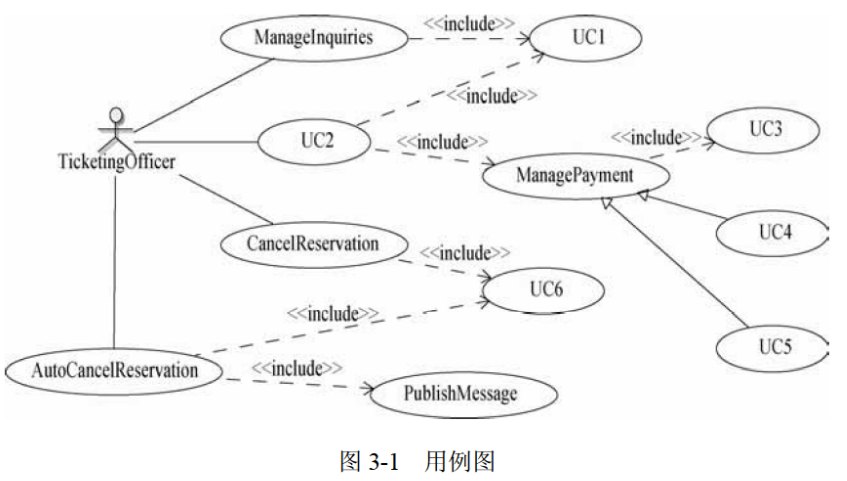 ManageInquiries
<<include>>
UC1
<<include>>
UC2
<<include>>
<<include>>
UC3
TicketingOfficer
ManagePayment
CancelReservation
<<include>>
UC4
UC6
<<include>>
UC5
AutoCancelReservation
<<include>>
PublishMessage
图 3-1 用例图